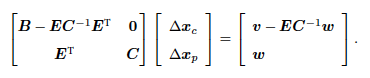 [ B − EC⁻¹Eᵀ 0 ] [ Δx_c ] = [ v − EC⁻¹w ]
[ Eᵀ C ] [ Δx_p ] [ w ] .